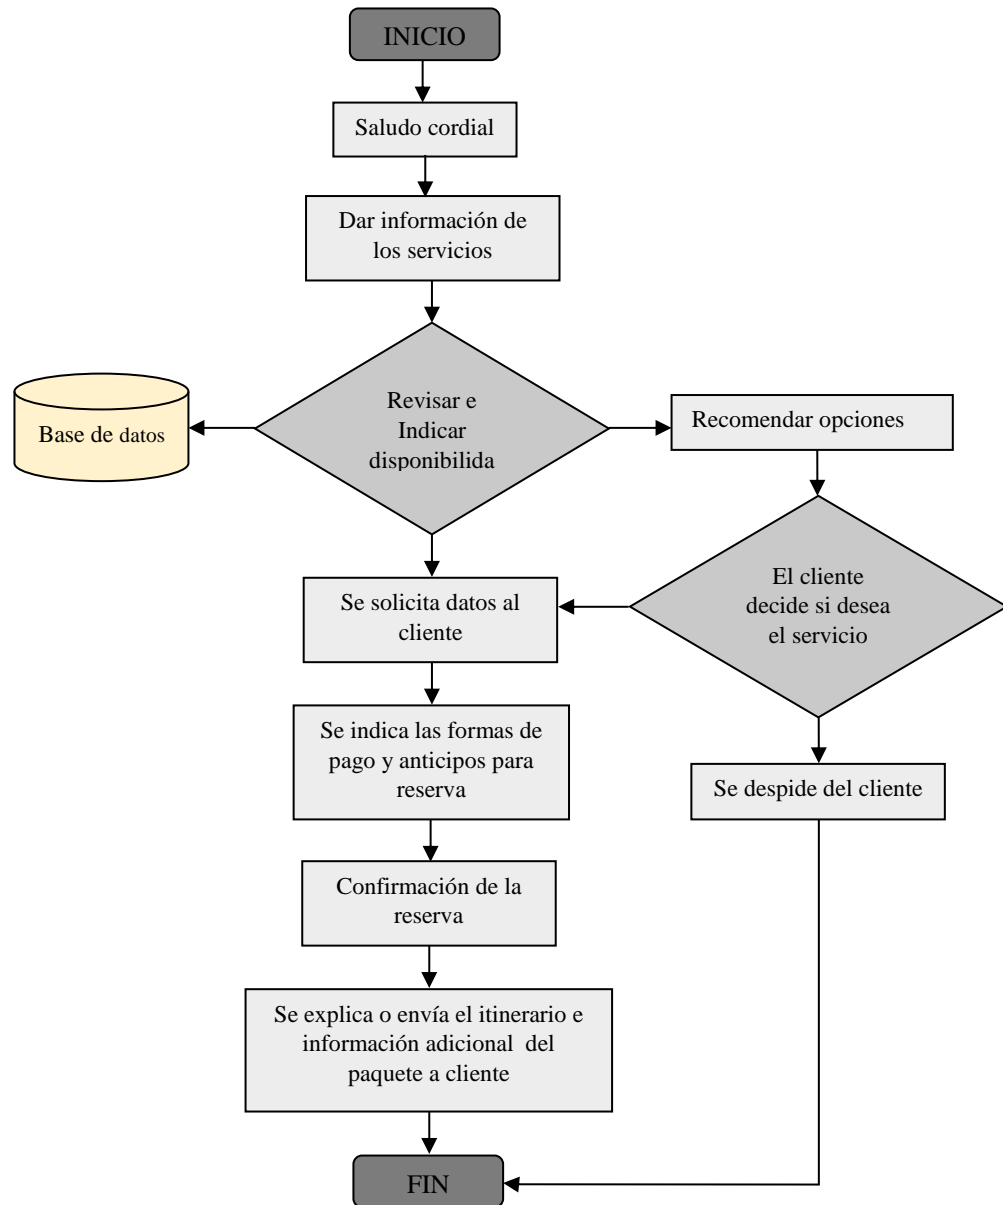 INICIO
Saludo cordial
Dar información de
los servicios
Revisar e
Indicar
disponibilida
Base de datos
Recomendar opciones
El cliente
decide si desea
el servicio
Se solicita datos al
cliente
Se indica las formas de
pago y anticipos para
reserva
Se despide del cliente
Confirmación de la
reserva
Se explica o envía el itinerario e
información adicional del
paquete a cliente
FIN